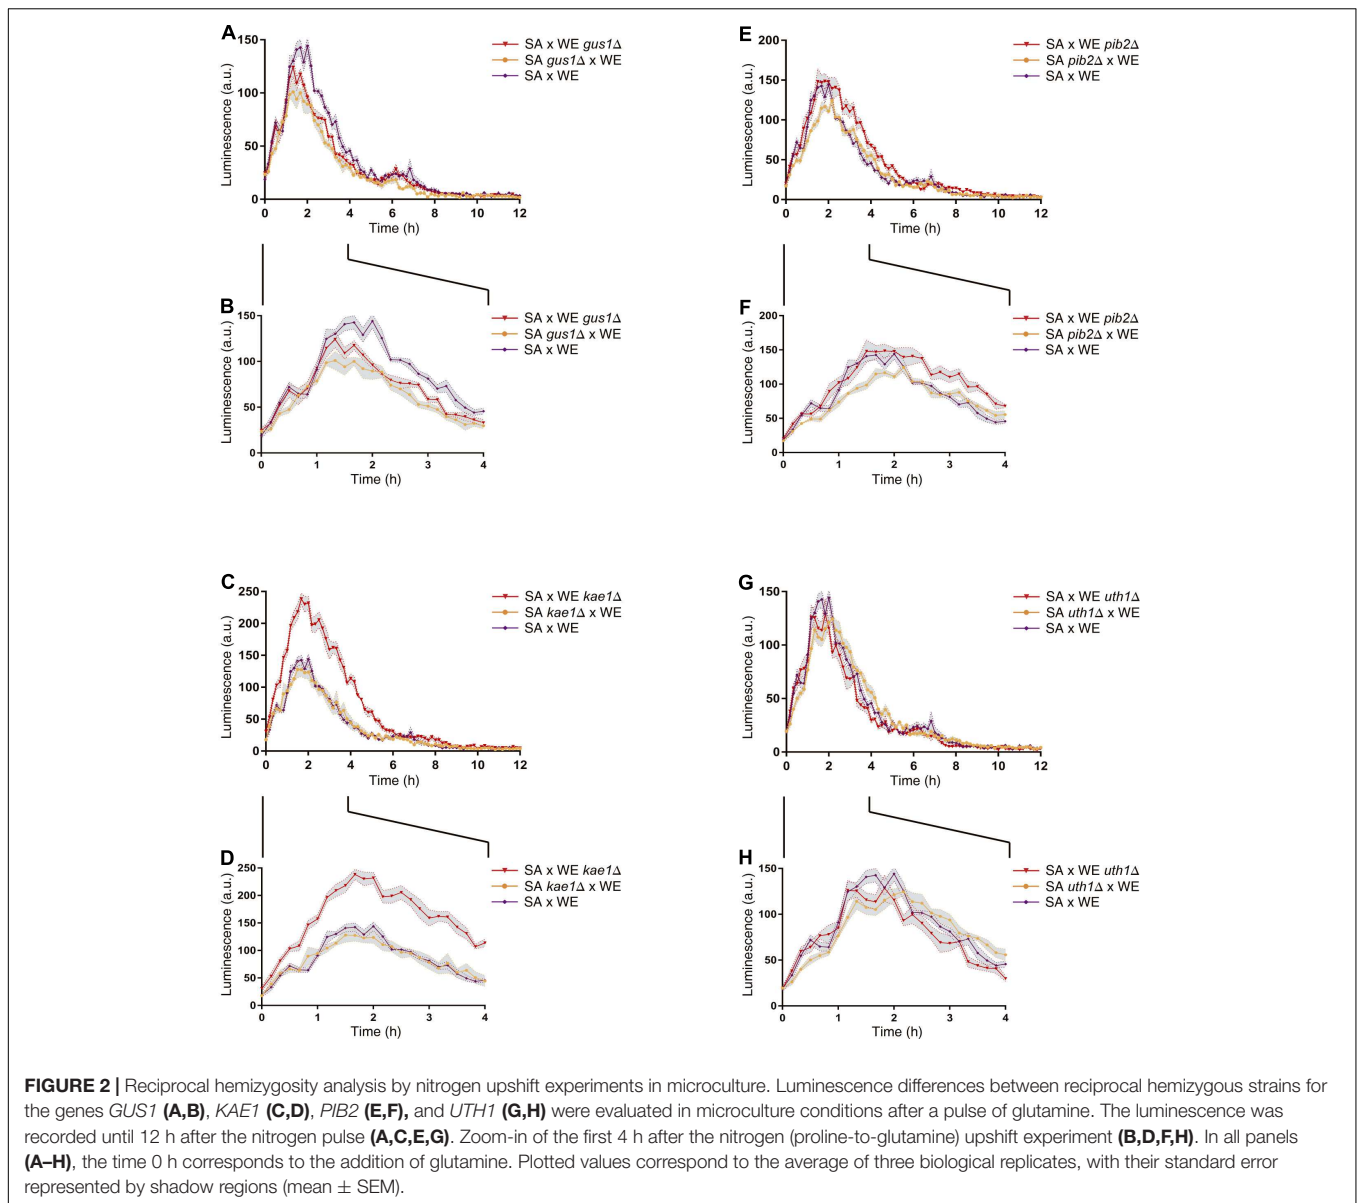 A
150
100
50
0
Luminescence (a.u.)
0 2 4 6 8 10 12
Time (h)
SA x WE gus1Δ
SA gus1Δ x WE
SA x WE
B
150
100
50
0
Luminescence (a.u.)
0 1 2 3 4
Time (h)
SA x WE gus1Δ
SA gus1Δ x WE
SA x WE
E
200
150
100
50
0
Luminescence (a.u.)
0 2 4 6 8 10 12
Time (h)
SA x WE pib2Δ
SA pib2Δ x WE
SA x WE
F
200
150
100
50
0
Luminescence (a.u.)
0 1 2 3 4
Time (h)
SA x WE pib2Δ
SA pib2Δ x WE
SA x WE
C
250
200
150
100
50
0
Luminescence (a.u.)
0 2 4 6 8 10 12
Time (h)
SA x WE kae1Δ
SA kae1Δ x WE
SA x WE
D
250
200
150
100
50
0
Luminescence (a.u.)
0 1 2 3 4
Time (h)
SA x WE kae1Δ
SA kae1Δ x WE
SA x WE
G
150
100
50
0
Luminescence (a.u.)
0 2 4 6 8 10 12
Time (h)
SA x WE uth1Δ
SA uth1Δ x WE
SA x WE
H
150
100
50
0
Luminescence (a.u.)
0 1 2 3 4
Time (h)
SA x WE uth1Δ
SA uth1Δ x WE
SA x WE
FIGURE 2 | Reciprocal hemizygosity analysis by nitrogen upshift experiments in microculture. Luminescence differences between reciprocal hemizygous strains for
the genes GUS1 (A,B), KAE1 (C,D), PIB2 (E,F), and UTH1 (G,H) were evaluated in microculture conditions after a pulse of glutamine. The luminescence was
recorded until 12 h after the nitrogen pulse (A,C,E,G). Zoom-in of the first 4 h after the nitrogen (proline-to-glutamine) upshift experiment (B,D,F,H). In all panels
(A–H), the time 0 h corresponds to the addition of glutamine. Plotted values correspond to the average of three biological replicates, with their standard error
represented by shadow regions (mean ± SEM).